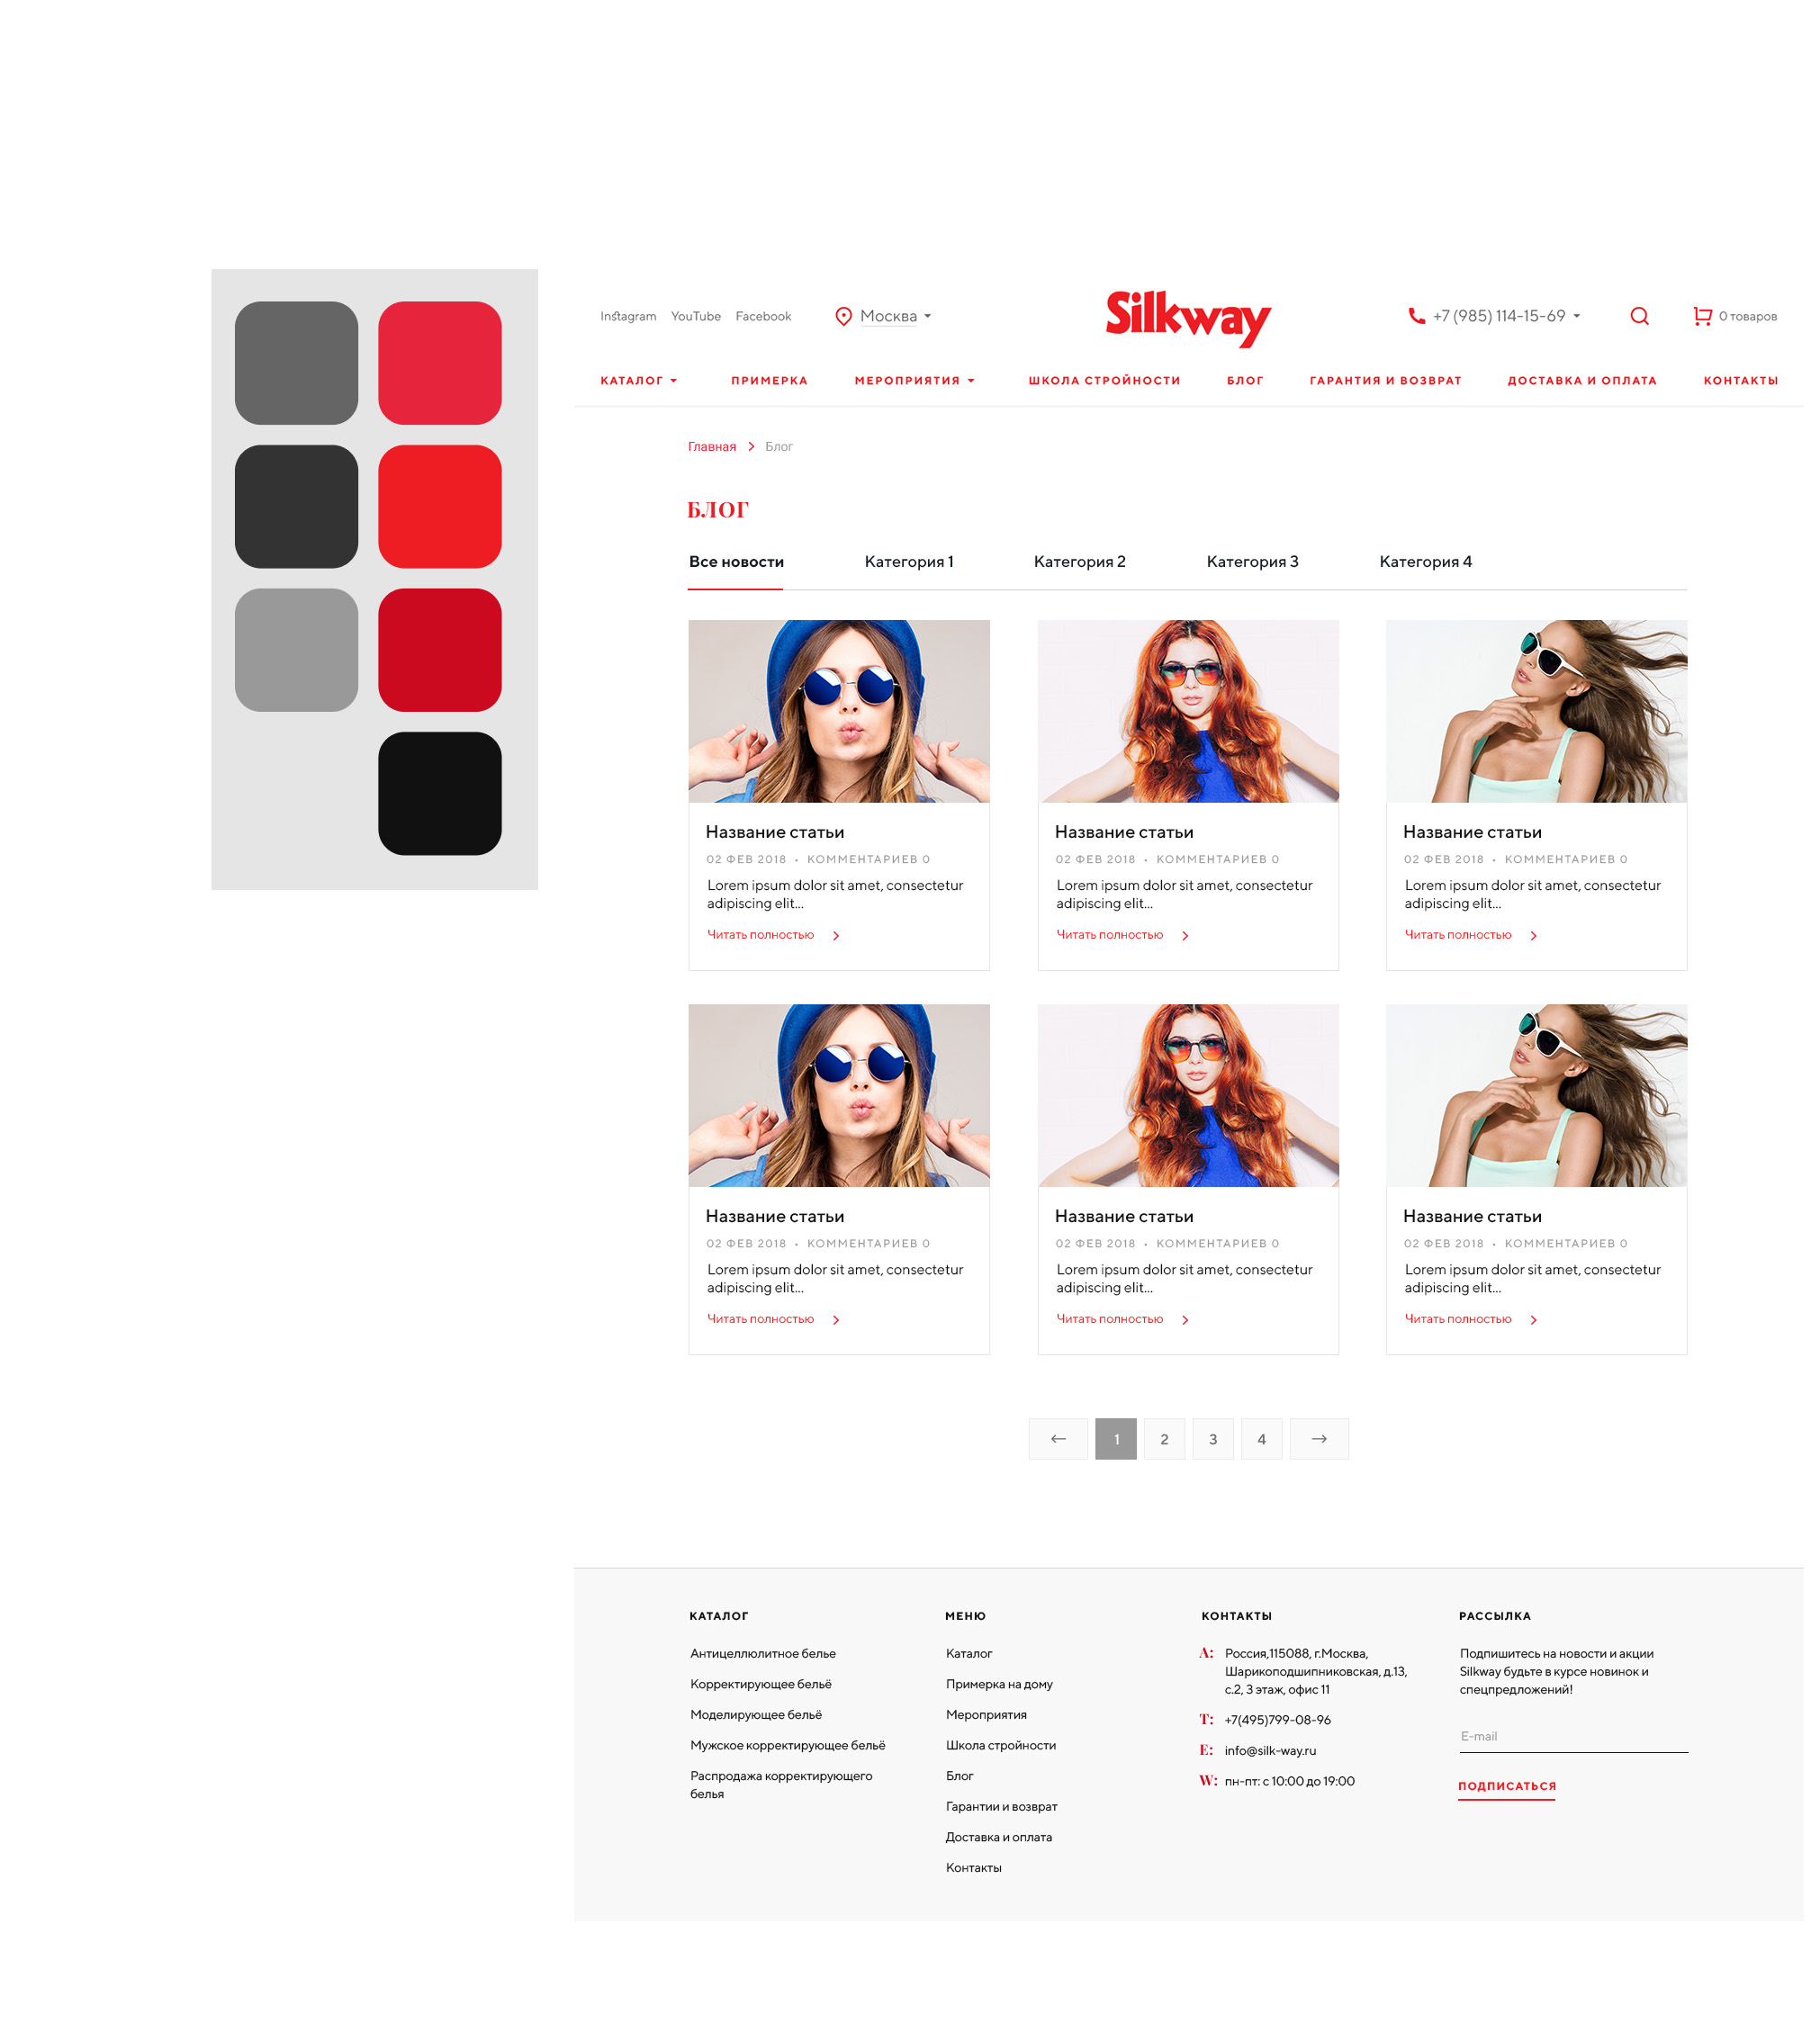 Instagram YouTube Facebook Москва Silkway +7 (985) 114-15-69 0 товаров
КАТАЛОГ ПРИМЕРКА МЕРОПРИЯТИЯ ШКОЛА СТРОЙНОСТИ БЛОГ ГАРАНТИЯ И ВОЗВРАТ ДОСТАВКА И ОПЛАТА КОНТАКТЫ
Главная > Блог
БЛОГ
Все новости Категория 1 Категория 2 Категория 3 Категория 4
Название статьи
02 ФЕВ 2018 • КОММЕНТАРИЕВ 0
Lorem ipsum dolor sit amet, consectetur
adipiscing elit...
Читать полностью >
Название статьи
02 ФЕВ 2018 • КОММЕНТАРИЕВ 0
Lorem ipsum dolor sit amet, consectetur
adipiscing elit...
Читать полностью >
Название статьи
02 ФЕВ 2018 • КОММЕНТАРИЕВ 0
Lorem ipsum dolor sit amet, consectetur
adipiscing elit...
Читать полностью >
Название статьи
02 ФЕВ 2018 • КОММЕНТАРИЕВ 0
Lorem ipsum dolor sit amet, consectetur
adipiscing elit...
Читать полностью >
Название статьи
02 ФЕВ 2018 • КОММЕНТАРИЕВ 0
Lorem ipsum dolor sit amet, consectetur
adipiscing elit...
Читать полностью >
Название статьи
02 ФЕВ 2018 • КОММЕНТАРИЕВ 0
Lorem ipsum dolor sit amet, consectetur
adipiscing elit...
Читать полностью >
← 1 2 3 4 →
КАТАЛОГ
Антицеллюлитное белье
Корректирующее бельё
Моделирующее бельё
Мужское корректирующее бельё
Распродажа корректирующего
белья
МЕНЮ
Каталог
Примерка на дому
Мероприятия
Школа стройности
Блог
Гарантии и возврат
Доставка и оплата
Контакты
КОНТАКТЫ
A: Россия,115088, г.Москва,
Шарикоподшипниковская, д.13,
с.2, 3 этаж, офис 11
T: +7(495)799-08-96
E: info@silk-way.ru
W: пн-пт: с 10:00 до 19:00
РАССЫЛКА
Подпишитесь на новости и акции
Silkway будьте в курсе новинок и
спецпредложений!
E-mail
ПОДПИСАТЬСЯ